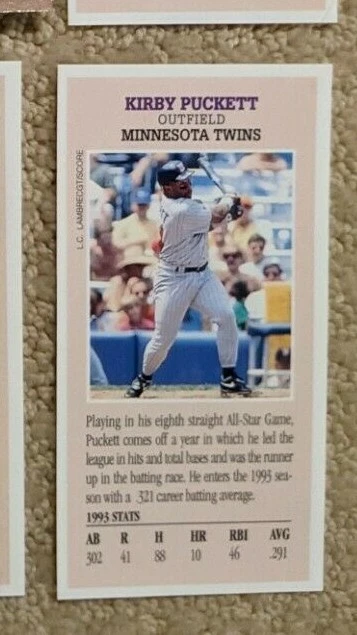 KIRBY PUCKETT
OUTFIELD
MINNESOTA TWINS
L.C. LAMBRECGT/SCORE
Playing in his eighth straight All-Star Game,
Puckett comes off a year in which he led the
league in hits and total bases and was the runner
up in the batting race. He enters the 1993 sea-
son with a .321 career batting average.
1993 STATS
AB R H HR RBI AVG
302 41 88 10 46 .291